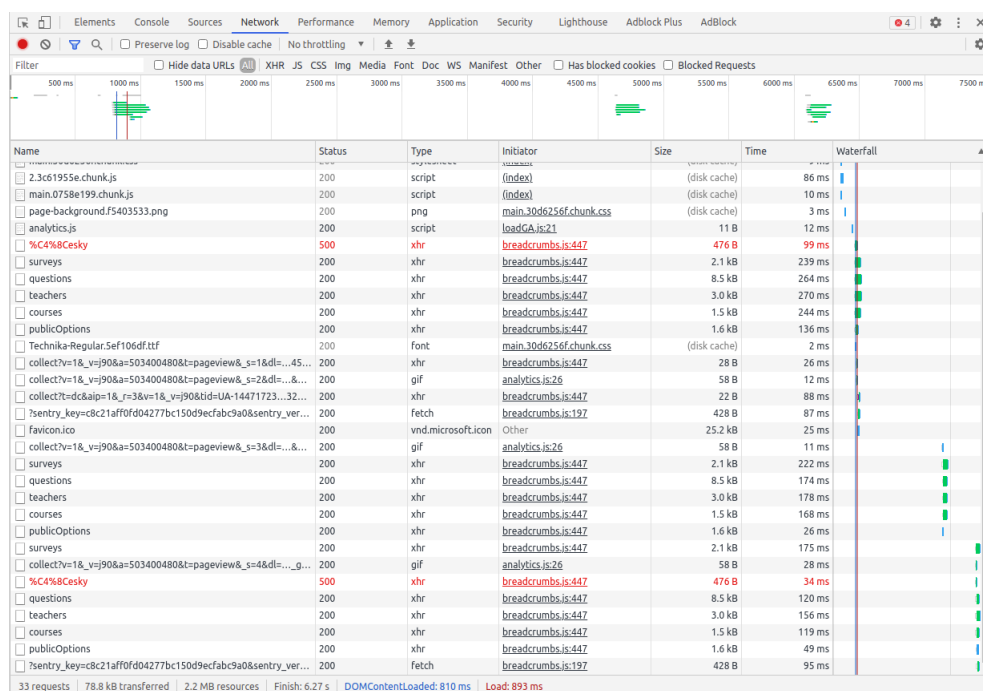 Elements Console Sources Network Performance Memory Application Security Lighthouse Adblock Plus AdBlock 4
Preserve log Disable cache No throttling
Filter Hide data URLs All XHR JS CSS Img Media Font Doc WS Manifest Other Has blocked cookies Blocked Requests
500 ms 1000 ms 1500 ms 2000 ms 2500 ms 3000 ms 3500 ms 4000 ms 4500 ms 5000 ms 5500 ms 6000 ms 6500 ms 7000 ms 7500 m
Name Status Type Initiator Size Time Waterfall
2.3c61955e.chunk.js 200 script (index) (disk cache) 86 ms
main.0758e199.chunk.js 200 script (index) (disk cache) 10 ms
page-background.f5403533.png 200 png main.30d6256f.chunk.css (disk cache) 3 ms
analytics.js 200 script loadGA.js:21 11 B 12 ms
%C4%8Cesky 500 xhr breadcrumbs.js:447 476 B 99 ms
surveys 200 xhr breadcrumbs.js:447 2.1 kB 239 ms
questions 200 xhr breadcrumbs.js:447 8.5 kB 264 ms
teachers 200 xhr breadcrumbs.js:447 3.0 kB 270 ms
courses 200 xhr breadcrumbs.js:447 1.5 kB 244 ms
publicOptions 200 xhr breadcrumbs.js:447 1.6 kB 136 ms
Technika-Regular.5ef106df.ttf 200 font main.30d6256f.chunk.css (disk cache) 2 ms
collect?v=1&_v=j90&a=503400480&t=pageview&_s=1&dl=...45... 200 xhr breadcrumbs.js:447 28 B 26 ms
collect?v=1&_v=j90&a=503400480&t=pageview&_s=2&dl=...&... 200 gif analytics.js:26 58 B 12 ms
collect?t=dc&aip=1&_r=3&v=1&_v=j90&tid=UA-14471723...32... 200 xhr breadcrumbs.js:447 22 B 88 ms
?sentry_key=c8c21aff0fd04277bc150d9ecfabc9a0&sentry_ver... 200 fetch breadcrumbs.js:197 428 B 87 ms
favicon.ico 200 vnd.microsoft.icon Other 25.2 kB 25 ms
collect?v=1&_v=j90&a=503400480&t=pageview&_s=3&dl=...&... 200 gif analytics.js:26 58 B 11 ms
surveys 200 xhr breadcrumbs.js:447 2.1 kB 222 ms
questions 200 xhr breadcrumbs.js:447 8.5 kB 174 ms
teachers 200 xhr breadcrumbs.js:447 3.0 kB 178 ms
courses 200 xhr breadcrumbs.js:447 1.5 kB 168 ms
publicOptions 200 xhr breadcrumbs.js:447 1.6 kB 26 ms
surveys 200 xhr breadcrumbs.js:447 2.1 kB 175 ms
collect?v=1&_v=j90&a=503400480&t=pageview&_s=4&dl=..._g... 200 gif analytics.js:26 58 B 28 ms
%C4%8Cesky 500 xhr breadcrumbs.js:447 476 B 34 ms
questions 200 xhr breadcrumbs.js:447 8.5 kB 120 ms
teachers 200 xhr breadcrumbs.js:447 3.0 kB 156 ms
courses 200 xhr breadcrumbs.js:447 1.5 kB 119 ms
publicOptions 200 xhr breadcrumbs.js:447 1.6 kB 49 ms
?sentry_key=c8c21aff0fd04277bc150d9ecfabc9a0&sentry_ver... 200 fetch breadcrumbs.js:197 428 B 95 ms
33 requests 78.8 kB transferred 2.2 MB resources Finish: 6.27 s DOMContentLoaded: 810 ms Load: 893 ms